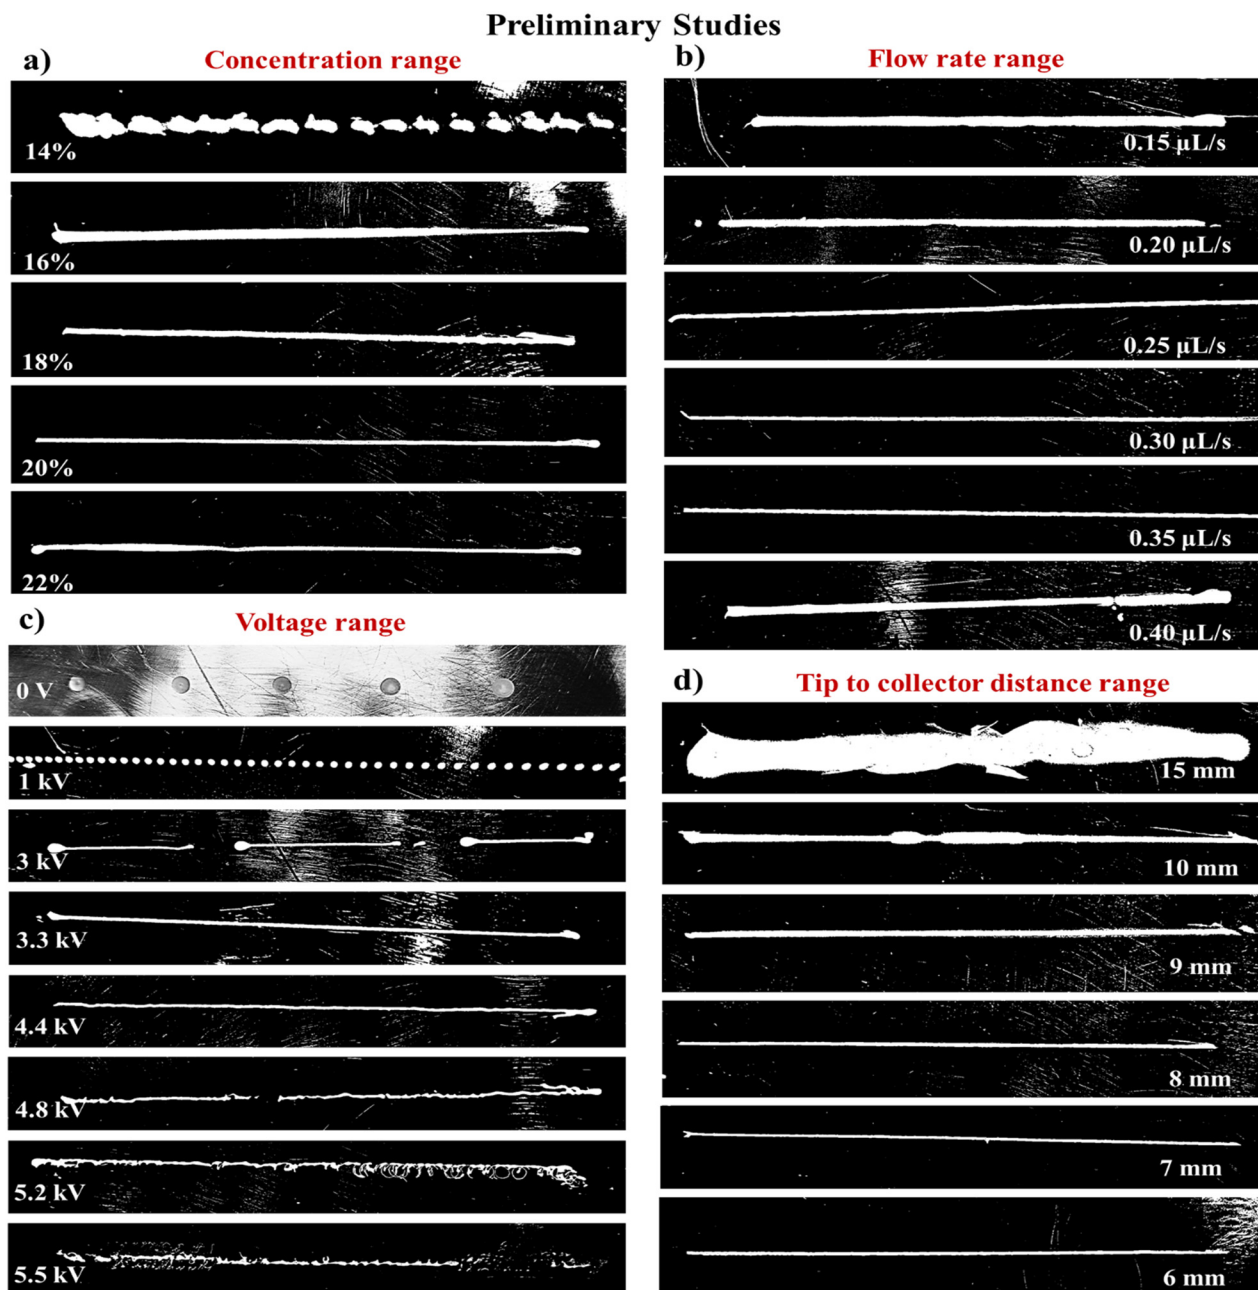 Preliminary Studies
a)
Concentration range
14%
16%
18%
20%
22%
b)
Flow rate range
0.15 µL/s
0.20 µL/s
0.25 µL/s
0.30 µL/s
0.35 µL/s
0.40 µL/s
c)
Voltage range
0 V
1 kV
3 kV
3.3 kV
4.4 kV
4.8 kV
5.2 kV
5.5 kV
d)
Tip to collector distance range
15 mm
10 mm
9 mm
8 mm
7 mm
6 mm